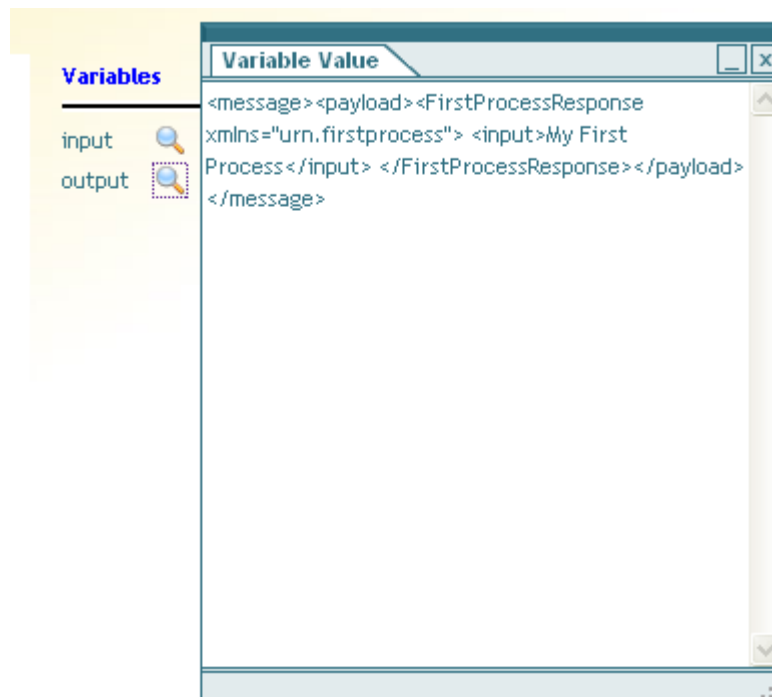 Variables
input
output
Variable Value
_ x
<message><payload><FirstProcessResponse
xmlns="urn.firstprocess"> <input>My First
Process</input> </FirstProcessResponse></payload>
</message>